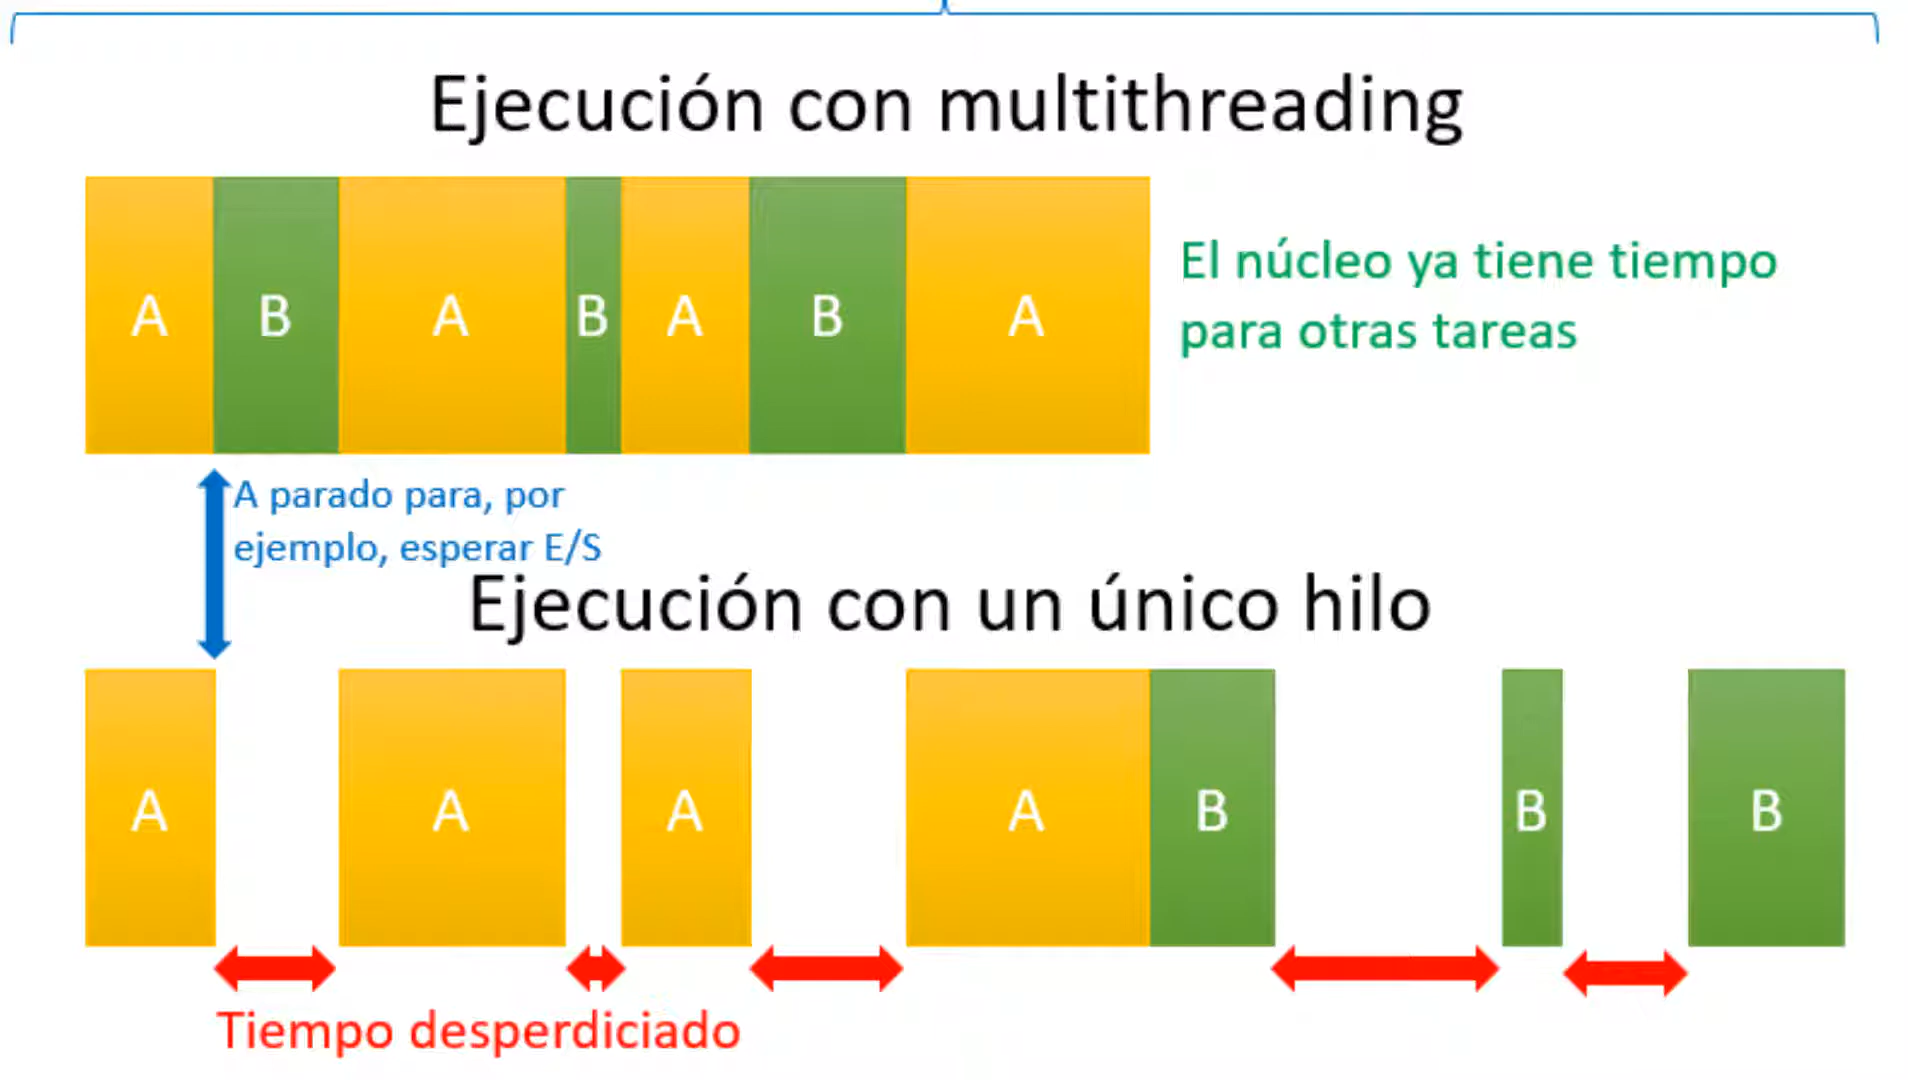 Ejecución con multithreading
A
B
A
B
A
B
A
El núcleo ya tiene tiempo
para otras tareas
A parado para, por
ejemplo, esperar E/S
Ejecución con un único hilo
A
A
A
A
B
B
B
Tiempo desperdiciado